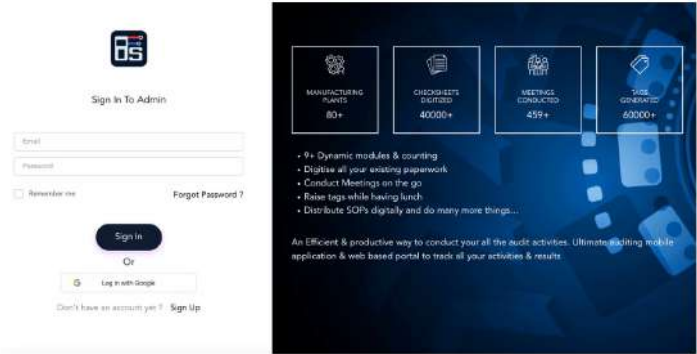 Sign In To Admin
Email
Password
Remember me
Forgot Password ?
Sign in
Or
Log in with Google
Don't have an account yet ? Sign Up
MANUFACTURING
PLANTS
80+
CHECKSHEETS
DIGITIZED
40000+
MEETINGS
CONDUCTED
459+
TAGS
GENERATED
60000+
• 9+ Dynamic modules & counting
• Digitise all your existing paperwork
• Conduct Meetings on the go
• Raise tags while having lunch
• Distribute SOPs digitally and do many more things...
An Efficient & productive way to conduct your all the audit activities. Ultimate auditing mobile
application & web based portal to track all your activities & results